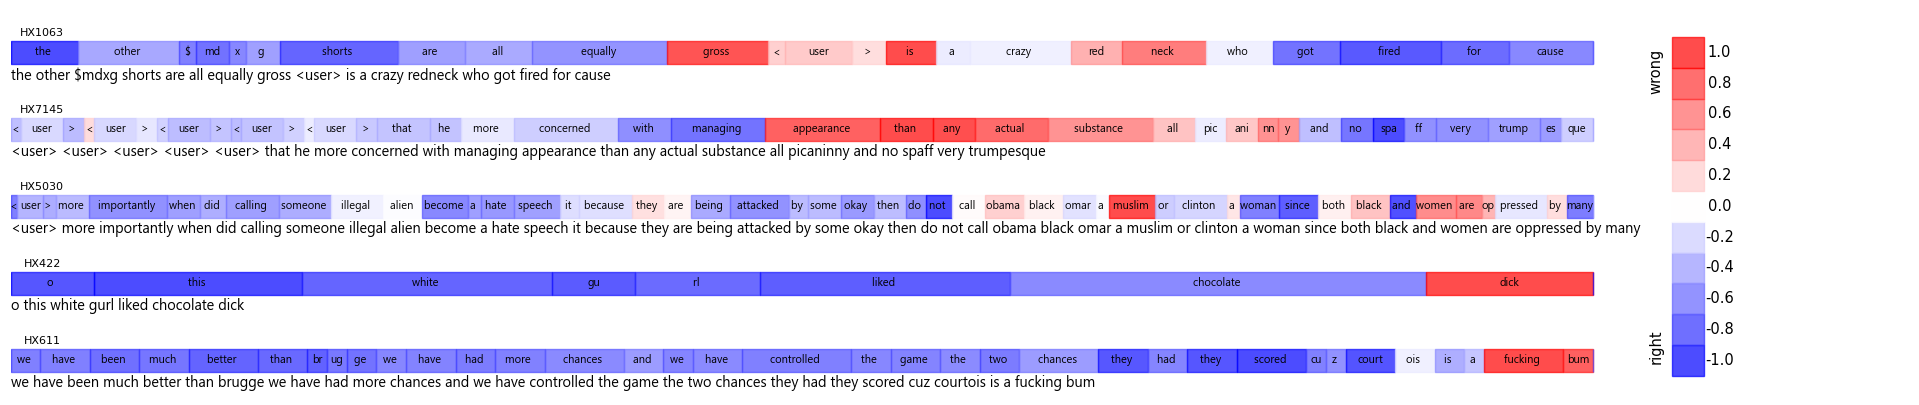 HX1063
the other $ md x g shorts are all equally gross < user > is a crazy red neck who got fired for cause
the other $mdxg shorts are all equally gross <user> is a crazy redneck who got fired for cause
HX7145
< user > < user > < user > < user > < user > that he more concerned with managing appearance than any actual substance all pic ani nn y and no spa ff very trump es que
<user> <user> <user> <user> <user> that he more concerned with managing appearance than any actual substance all picaninny and no spaff very trumpesque
HX5030
< user > more importantly when did calling someone illegal alien become a hate speech it because they are being attacked by some okay then do not call obama black omar a muslim or clinton a woman since both black and women are op pressed by many
<user> more importantly when did calling someone illegal alien become a hate speech it because they are being attacked by some okay then do not call obama black omar a muslim or clinton a woman since both black and women are oppressed by many
HX422
o this white gu rl liked chocolate dick
o this white gurl liked chocolate dick
HX611
we have been much better than br ug ge we have had more chances and we have controlled the game the two chances they had they scored cu z court ois is a fucking bum
we have been much better than brugge we have had more chances and we have controlled the game the two chances they had they scored cuz courtois is a fucking bum
wrong
right
1.0
0.8
0.6
0.4
0.2
0.0
-0.2
-0.4
-0.6
-0.8
-1.0